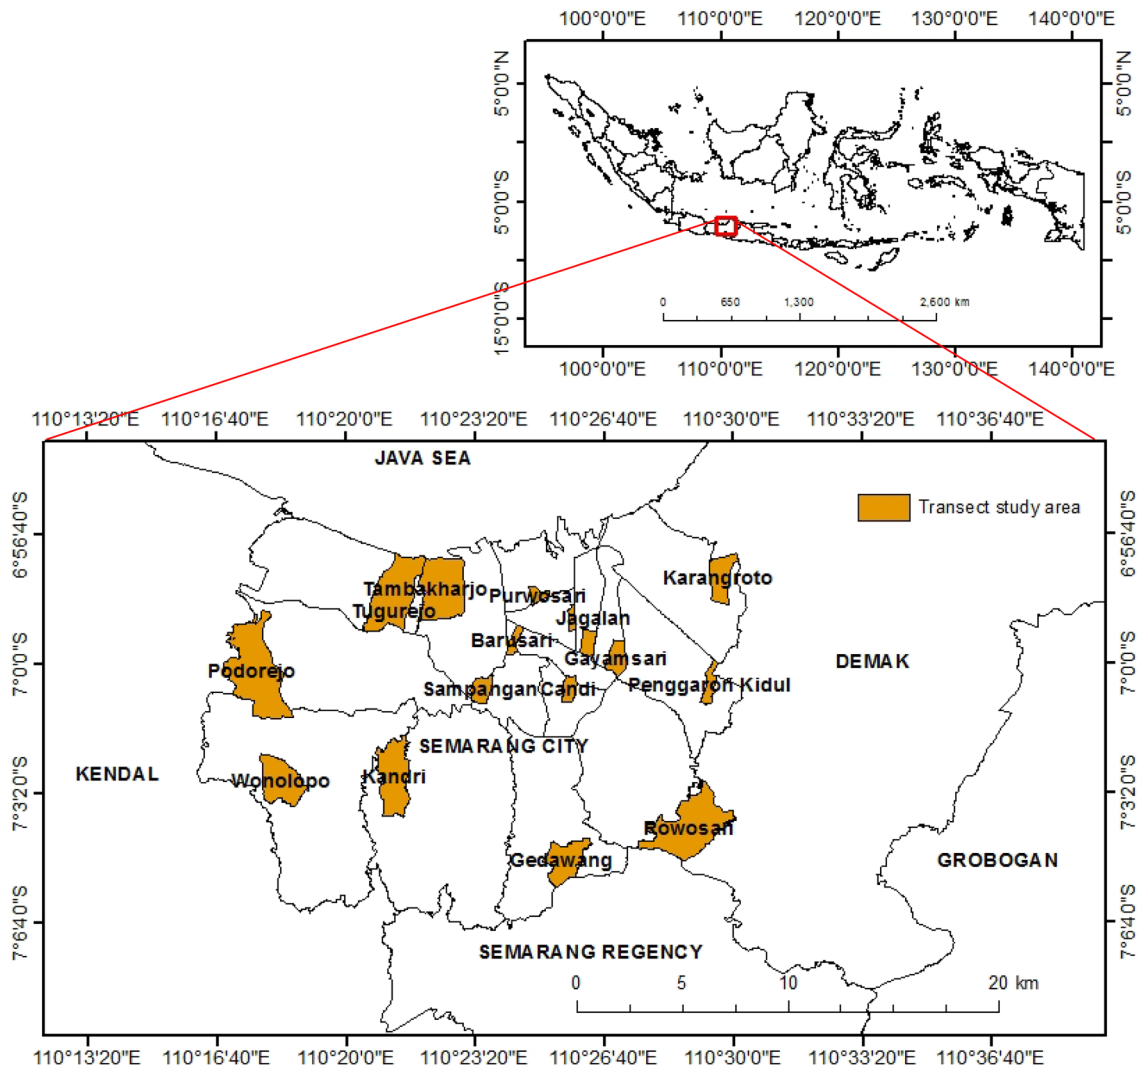 100°0'0"E 110°0'0"E 120°0'0"E 130°0'0"E 140°0'0"E
5°0'0"N 5°0'0"N
5°0'0"S 5°0'0"S
15°0'0"S 15°0'0"S
0 650 1,300 2,600 km
100°0'0"E 110°0'0"E 120°0'0"E 130°0'0"E 140°0'0"E
110°13'20"E 110°16'40"E 110°20'0"E 110°23'20"E 110°26'40"E 110°30'0"E 110°33'20"E 110°36'40"E
JAVA SEA
Transect study area
6°56'40"S 6°56'40"S
Karangroto
Tambakharjo
Purwosari
Tugurejo
Jagalan
Barusari
Gayamsari
7°0'0"S 7°0'0"S
DEMAK
Podorejo
Penggaron Kidul
Sampangan
Candi
SEMARANG CITY
KENDAL
Wonolopo
Kandri
7°3'20"S 7°3'20"S
Rowosari
Gedawang
GROBOGAN
7°6'40"S 7°6'40"S
SEMARANG REGENCY
0 5 10 20 km
110°13'20"E 110°16'40"E 110°20'0"E 110°23'20"E 110°26'40"E 110°30'0"E 110°33'20"E 110°36'40"E